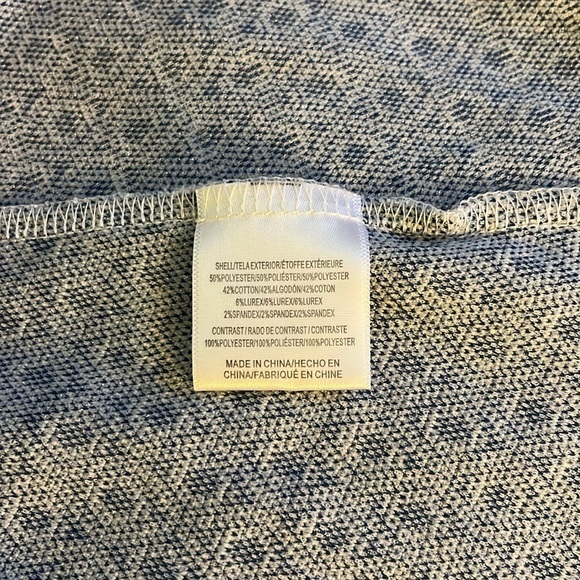 SHELL/TELA EXTERIOR/ÉTOFFE EXTÉRIEURE
50%POLYESTER/50%POLIÉSTER/50%POLYESTER
42%COTTON/42%ALGODÓN/42%COTON
6%LUREX/6%LUREX/6%LUREX
2%SPANDEX/2%SPANDEX/2%SPANDEX
CONTRAST / RADO DE CONTRAST / CONTRASTE
100%POLYESTER/100%POLIÉSTER/100%POLYESTER
MADE IN CHINA/HECHO EN
CHINA/FABRIQUÉ EN CHINE